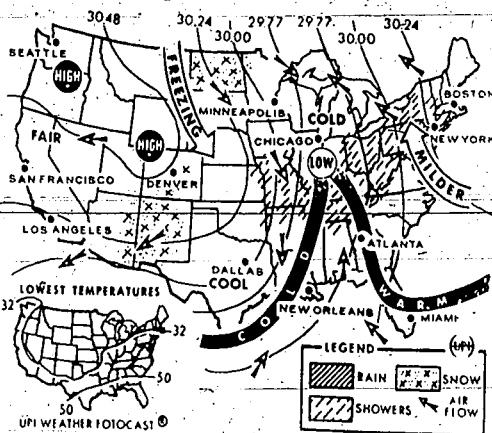 30.48 30.24 29.77 29.77 30.24
30.00 30.00
SEATTLE
HIGH
FREEZING
MINNEAPOLIS
COLD
BOSTON
CHICAGO
NEW YORK
FAIR
HIGH
LOW
MILDER
DENVER
SAN FRANCISCO
LOS ANGELES
ATLANTA
DALLAS
COOL
COLD
WARM
NEW ORLEANS
MIAMI
LOWEST TEMPERATURES
32
32
50
50
UPI WEATHER FOTOCAST ®
LEGEND
UPI
RAIN
SNOW
SHOWERS
AIR FLOW